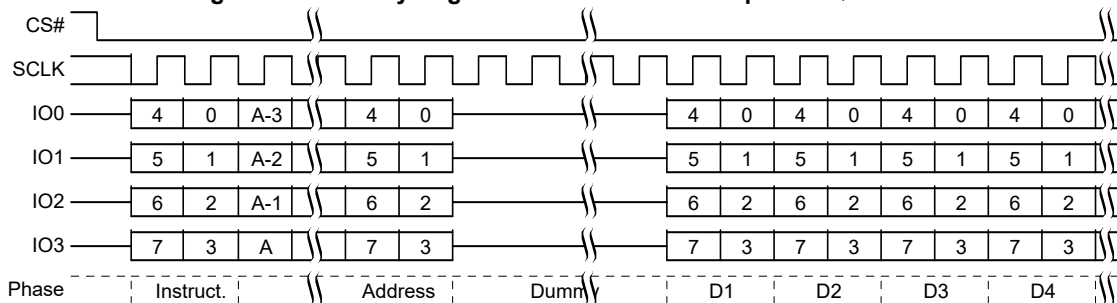 CS#
SCLK
IO0 4 0 A-3 4 0 4 0 4 0 4 0 4 0
IO1 5 1 A-2 5 1 5 1 5 1 5 1 5 1
IO2 6 2 A-1 6 2 6 2 6 2 6 2 6 2
IO3 7 3 A 7 3 7 3 7 3 7 3 7 3
Phase Instruct. Address Dummy D1 D2 D3 D4